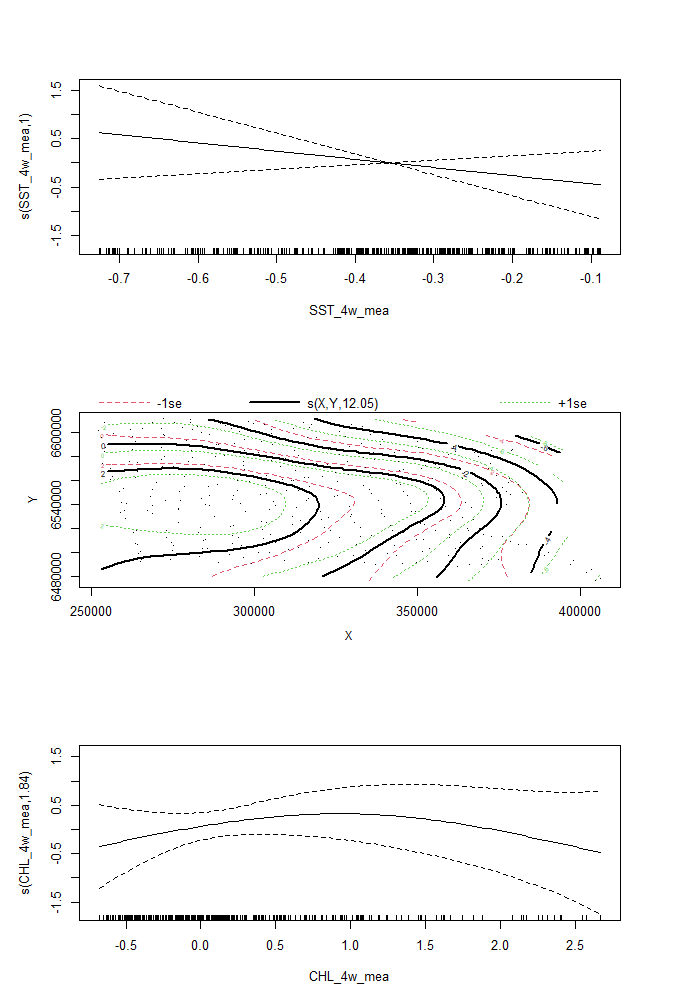 s(SST_4w_mea,1)
1.5
0.5
-0.5
-1.5
-0.7 -0.6 -0.5 -0.4 -0.3 -0.2 -0.1
SST_4w_mea
-1se s(X,Y,12.05) +1se
Y
6600000
6540000
6480000
0
2
250000 300000 350000 400000
X
s(CHL_4w_mea,1.84)
1.5
0.5
-0.5
-1.5
-0.5 0.0 0.5 1.0 1.5 2.0 2.5
CHL_4w_mea